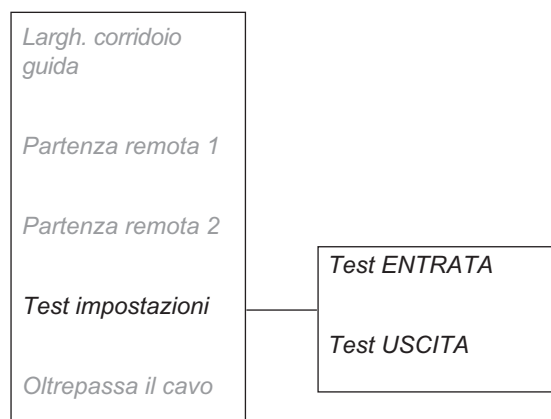 Largh. corridoio
guida
Partenza remota 1
Partenza remota 2
Test impostazioni
Oltrepassa il cavo
Test ENTRATA
Test USCITA